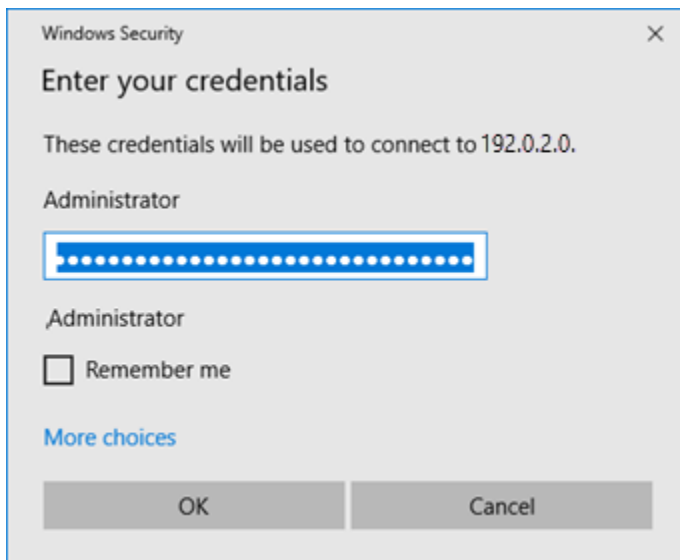 Windows Security
Enter your credentials
These credentials will be used to connect to 192.0.2.0.
Administrator
••••••••••••••••••••••••••••••••
,Administrator
Remember me
More choices
OK
Cancel